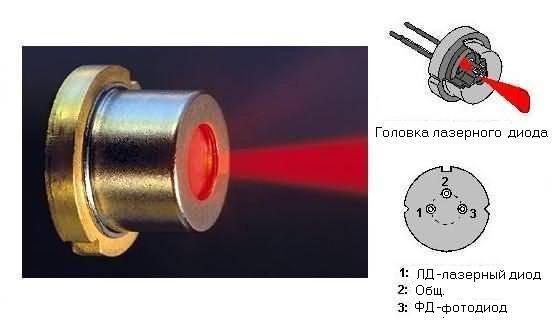 Головка лазерного диода
2
1 3
1: ЛД-лазерный диод
2: Общ.
3: ФД-фотодиод